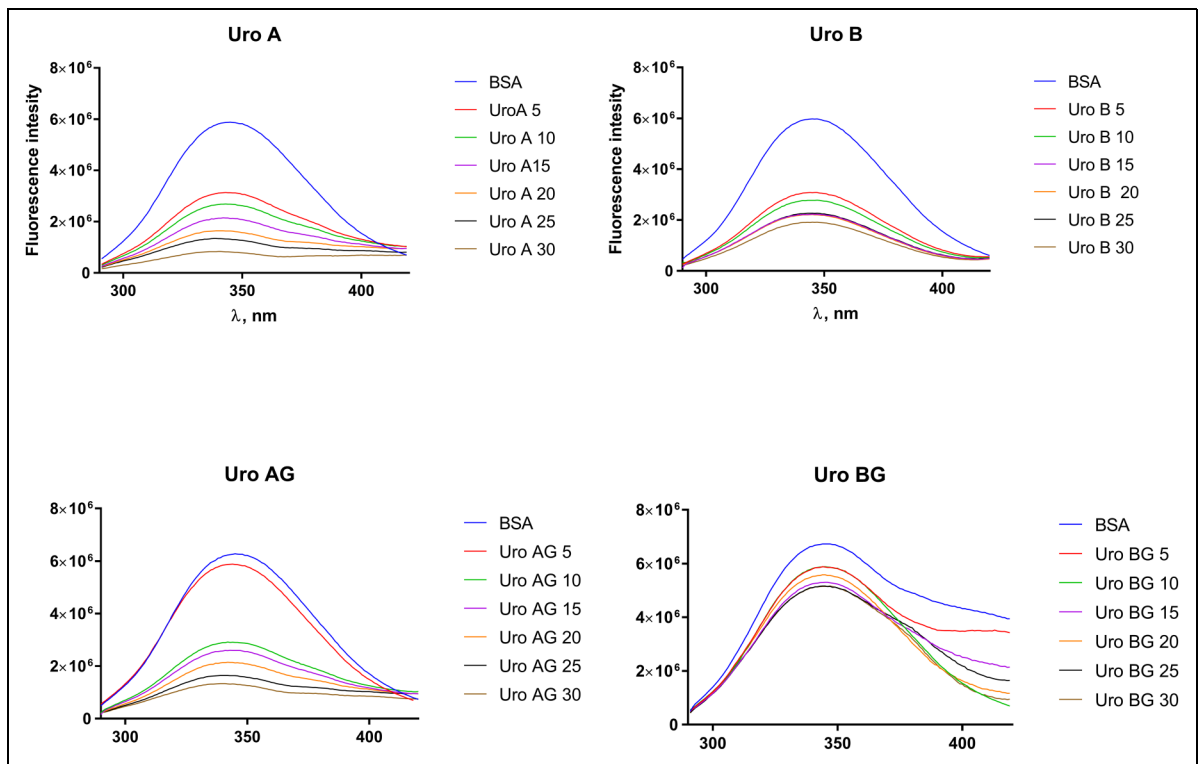 Uro A
Fluorescence intesity
8×10⁶
6×10⁶
4×10⁶
2×10⁶
0
300 350 400
λ, nm
BSA
UroA 5
Uro A 10
Uro A15
Uro A 20
Uro A 25
Uro A 30
Uro B
Fluorescence intesity
8×10⁶
6×10⁶
4×10⁶
2×10⁶
0
300 350 400
λ, nm
BSA
Uro B 5
Uro B 10
Uro B 15
Uro B 20
Uro B 25
Uro B 30
Uro AG
8×10⁶
6×10⁶
4×10⁶
2×10⁶
0
300 350 400
BSA
Uro AG 5
Uro AG 10
Uro AG 15
Uro AG 20
Uro AG 25
Uro AG 30
Uro BG
8×10⁶
6×10⁶
4×10⁶
2×10⁶
0
300 350 400
BSA
Uro BG 5
Uro BG 10
Uro BG 15
Uro BG 20
Uro BG 25
Uro BG 30